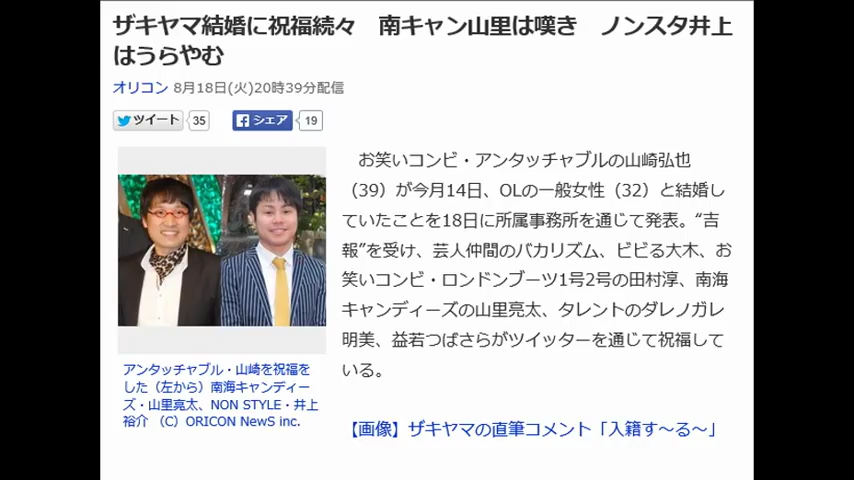 ザキヤマ結婚に祝福続々　南キャン山里は嘆き　ノンスタ井上
はうらやむ
オリコン 8月18日(火)20時39分配信
ツイート 35 シェア 19
お笑いコンビ・アンタッチャブルの山崎弘也
（39）が今月14日、OLの一般女性（32）と結婚し
ていたことを18日に所属事務所を通じて発表。“吉
報”を受け、芸人仲間のバカリズム、ビビる大木、お
笑いコンビ・ロンドンブーツ1号2号の田村淳、南海
キャンディーズの山里亮太、タレントのダレノガレ
明美、益若つばさらがツイッターを通じて祝福して
いる。
アンタッチャブル・山崎を祝福を
した（左から）南海キャンディー
ズ・山里亮太、NON STYLE・井上
裕介 （C）ORICON NewS inc.
【画像】ザキヤマの直筆コメント「入籍す～る～」